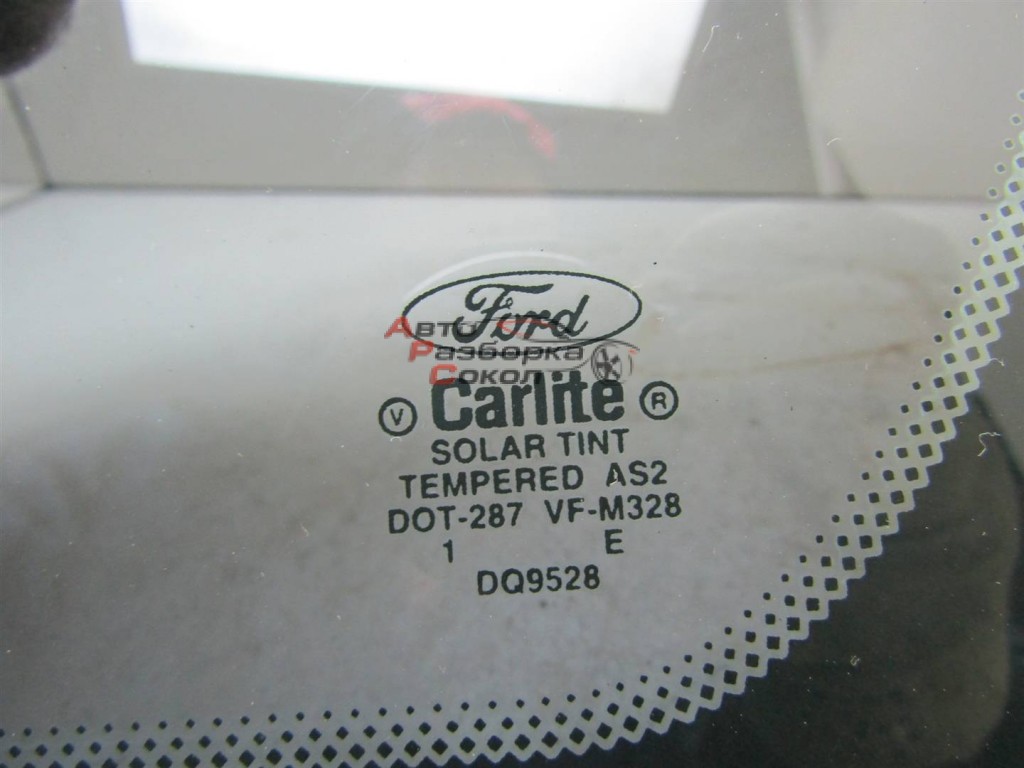 Ford
Авто
Разборка
Сокол
V Carlite R
SOLAR TINT
TEMPERED AS2
DOT-287 VF-M328
1 E
DQ9528